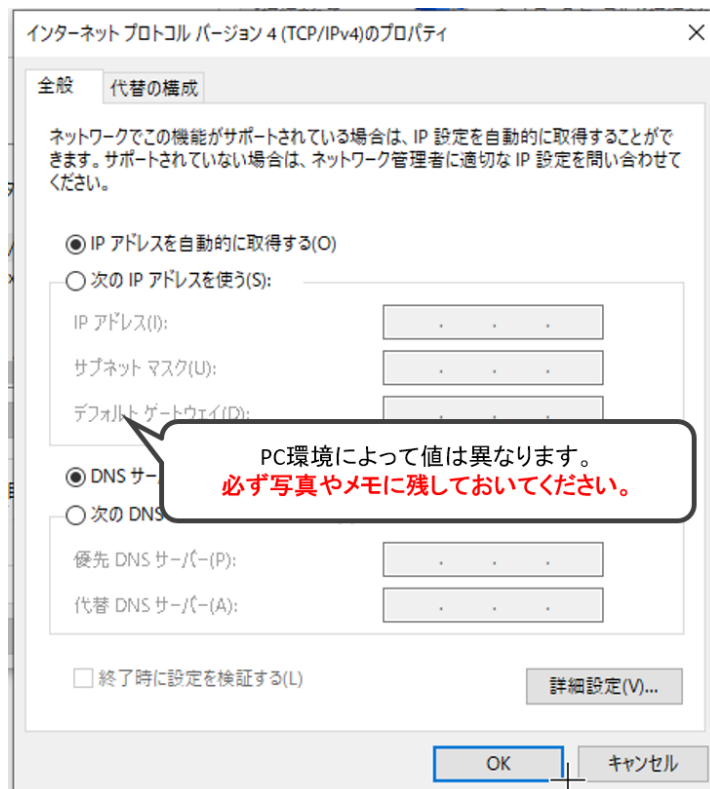 インターネット プロトコル バージョン 4 (TCP/IPv4)のプロパティ
全般
代替の構成
ネットワークでこの機能がサポートされている場合は、IP 設定を自動的に取得することがで
きます。サポートされていない場合は、ネットワーク管理者に適切な IP 設定を問い合わせて
ください。
IP アドレスを自動的に取得する(O)
次の IP アドレスを使う(S):
IP アドレス(I):
サブネット マスク(U):
デフォルト ゲートウェイ(D):
PC環境によって値は異なります。
必ず写真やメモに残しておいてください。
DNS サー
次の DNS
優先 DNS サーバー(P):
代替 DNS サーバー(A):
終了時に設定を検証する(L)
詳細設定(V)...
OK
キャンセル